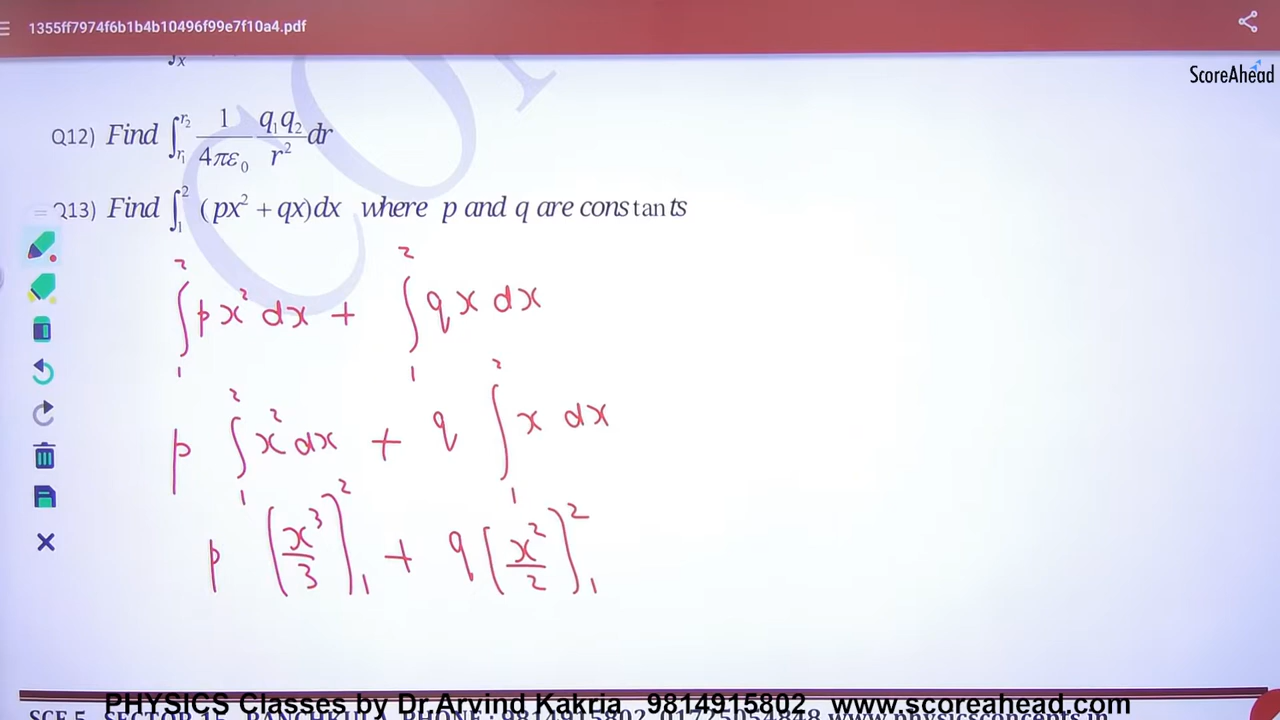 1355ff7974f6b1b4b10496f99e7f10a4.pdf
ScoreAhead
∫x
Q12) Find ∫_{r₁}^{r₂} 1/(4πε₀) q₁q₂/r² dr
Q13) Find ∫₁² (px² + qx)dx where p and q are constants
∫₁² px² dx + ∫₁² qx dx
p ∫₁² x² dx + q ∫₁² x dx
p (x³/3)₁² + q (x²/2)₁²
PHYSICS Classes by Dr.Arvind Kakria 9814915802 www.scoreahead.com